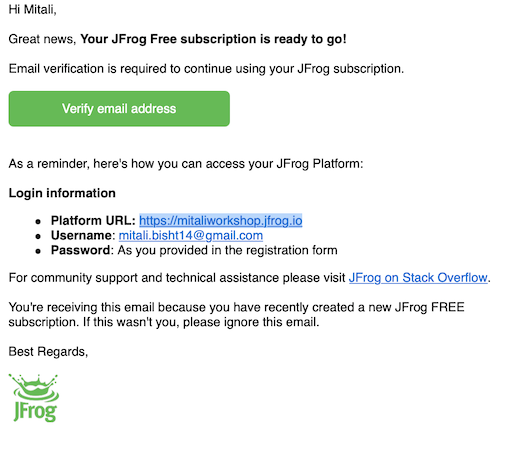 Hi Mitali,
Great news, Your JFrog Free subscription is ready to go!
Email verification is required to continue using your JFrog subscription.
Verify email address
As a reminder, here's how you can access your JFrog Platform:
Login information
• Platform URL: https://mitaliworkshop.jfrog.io
• Username: mitali.bisht14@gmail.com
• Password: As you provided in the registration form
For community support and technical assistance please visit JFrog on Stack Overflow.
You're receiving this email because you have recently created a new JFrog FREE
subscription. If this wasn't you, please ignore this email.
Best Regards,
JFrog